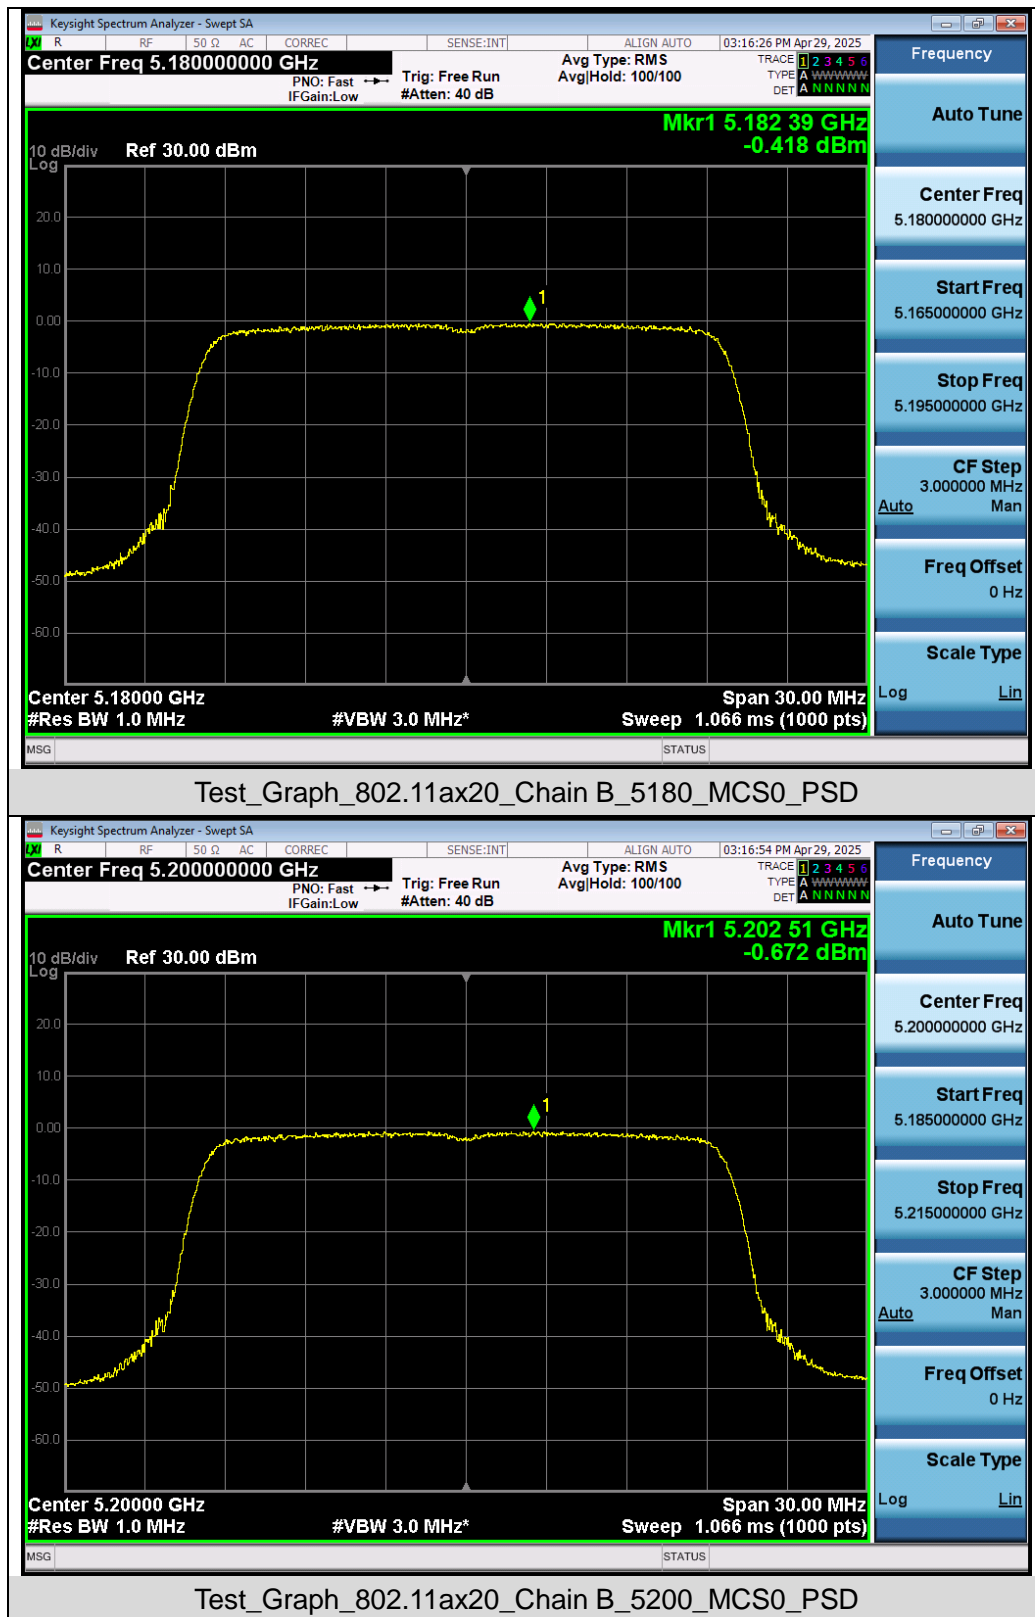 Keysight Spectrum Analyzer - Swept SA
LXI R RF 50 Ω AC CORREC SENSE:INT ALIGN AUTO 03:16:26 PM Apr 29, 2025
Center Freq 5.180000000 GHz
PNO: Fast
IFGain:Low
Trig: Free Run
#Atten: 40 dB
Avg Type: RMS
Avg|Hold: 100/100
TRACE 1 2 3 4 5 6
TYPE A WWWWW
DET A N N N N N
Mkr1 5.182 39 GHz
-0.418 dBm
10 dB/div
Log
Ref 30.00 dBm
1
20.0
10.0
0.00
-10.0
-20.0
-30.0
-40.0
-50.0
-60.0
Center 5.18000 GHz
Span 30.00 MHz
#Res BW 1.0 MHz
#VBW 3.0 MHz*
Sweep 1.066 ms (1000 pts)
MSG STATUS
Frequency
Auto Tune
Center Freq
5.180000000 GHz
Start Freq
5.165000000 GHz
Stop Freq
5.195000000 GHz
CF Step
3.000000 MHz
Auto Man
Freq Offset
0 Hz
Scale Type
Log Lin
Test_Graph_802.11ax20_Chain B_5180_MCS0_PSD
Keysight Spectrum Analyzer - Swept SA
LXI R RF 50 Ω AC CORREC SENSE:INT ALIGN AUTO 03:16:54 PM Apr 29, 2025
Center Freq 5.200000000 GHz
PNO: Fast
IFGain:Low
Trig: Free Run
#Atten: 40 dB
Avg Type: RMS
Avg|Hold: 100/100
TRACE 1 2 3 4 5 6
TYPE A WWWWW
DET A N N N N N
Mkr1 5.202 51 GHz
-0.672 dBm
10 dB/div
Log
Ref 30.00 dBm
1
20.0
10.0
0.00
-10.0
-20.0
-30.0
-40.0
-50.0
-60.0
Center 5.20000 GHz
Span 30.00 MHz
#Res BW 1.0 MHz
#VBW 3.0 MHz*
Sweep 1.066 ms (1000 pts)
MSG STATUS
Frequency
Auto Tune
Center Freq
5.200000000 GHz
Start Freq
5.185000000 GHz
Stop Freq
5.215000000 GHz
CF Step
3.000000 MHz
Auto Man
Freq Offset
0 Hz
Scale Type
Log Lin
Test_Graph_802.11ax20_Chain B_5200_MCS0_PSD